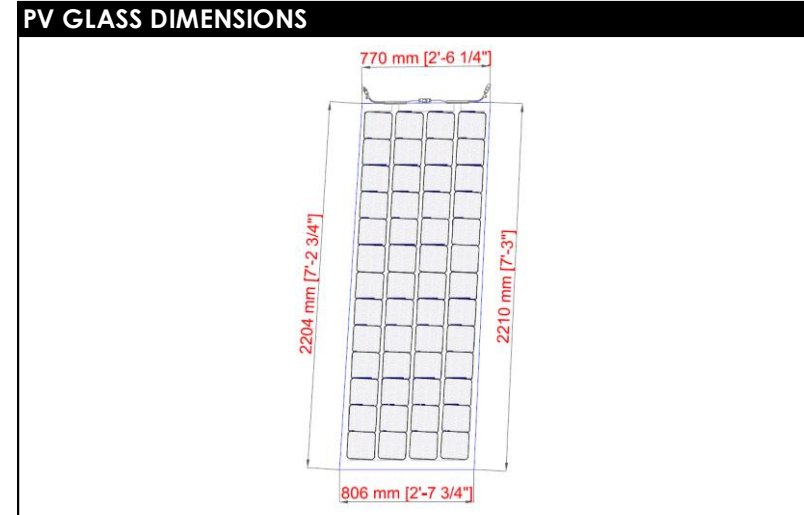 PV GLASS DIMENSIONS
770 mm [2'-6 1/4"]
2204 mm [7'-2 3/4"]
2210 mm [7'-3"]
806 mm [2'-7 3/4"]